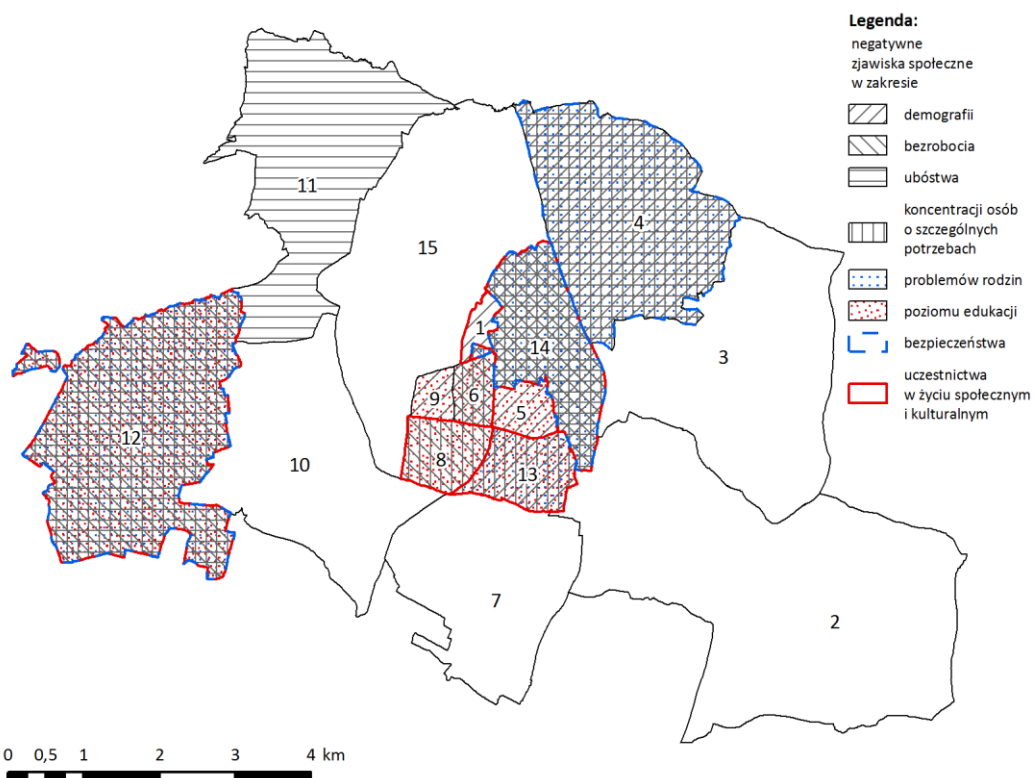 Legenda:
negatywne
zjawiska społeczne
w zakresie
demografii
bezrobocia
ubóstwa
koncentracji osób
o szczególnych
potrzebach
problemów rodzin
poziomu edukacji
bezpieczeństwa
uczestnictwa
w życiu społecznym
i kulturalnym
11
4
15
1
14
3
9
6
5
12
10
8
13
7
2
0 0,5 1 2 3 4 km